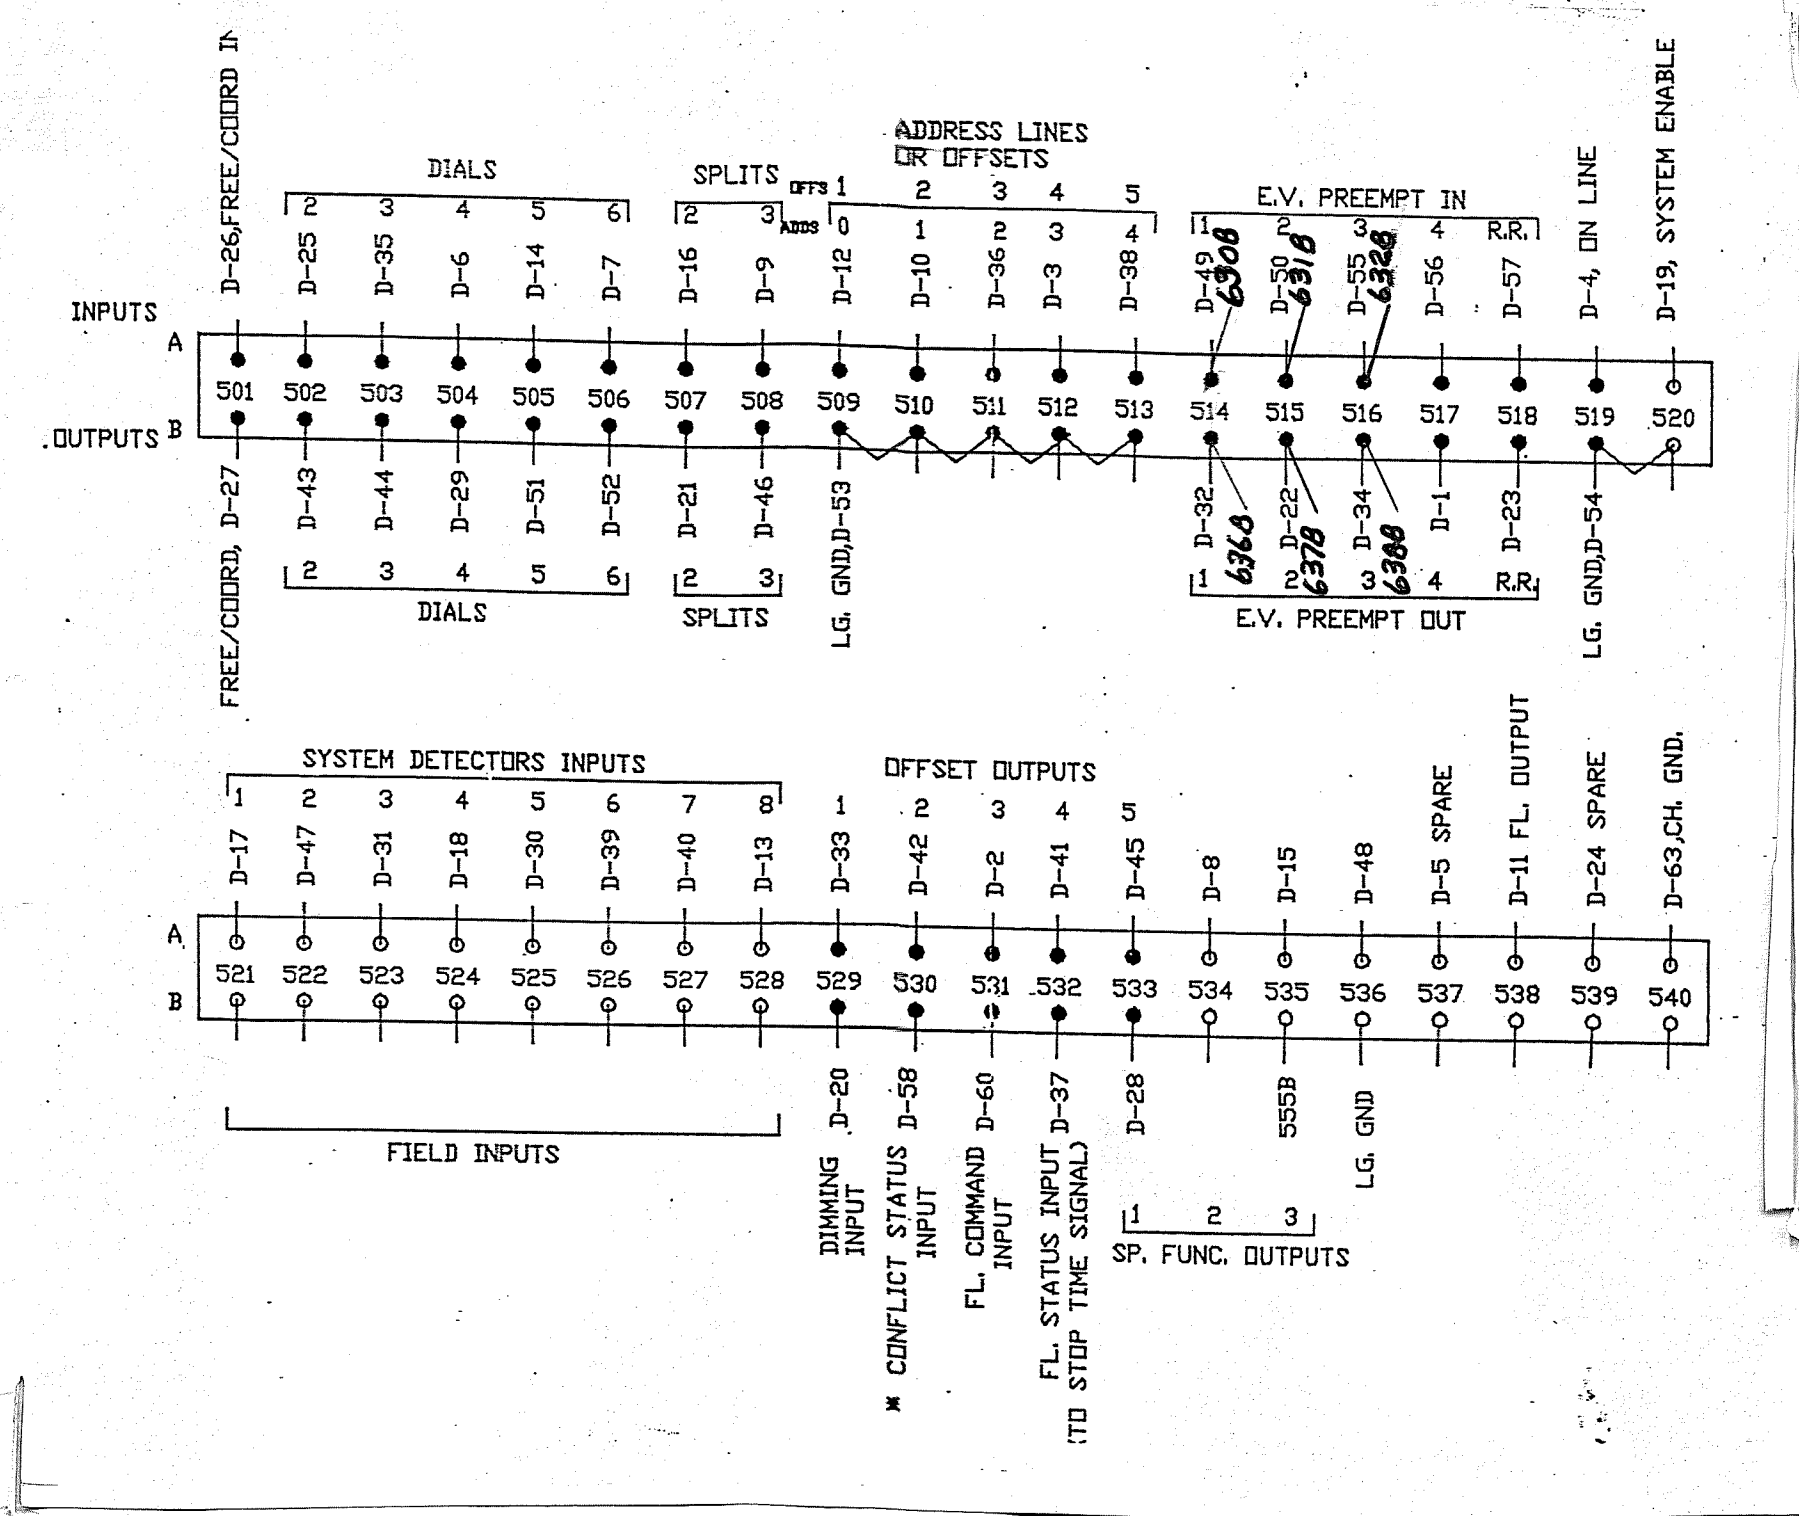 ADDRESS LINES
OR OFFSETS
DIALS
SPLITS
OFFS 1 2 3 4 5
E.V. PREEMPT IN
2 3 4 5 6
2 3
ADDS 0 1 2 3 4
1 2 3 4 R.R.
D-26,FREE/COORD IN
D-25
D-35
D-6
D-14
D-7
D-16
D-9
D-12
D-10
D-36
D-3
D-38
D-49
6308
D-50
6318
D-55
6328
D-56
D-57
D-4, ON LINE
D-19, SYSTEM ENABLE
INPUTS
A
501 502 503 504 505 506 507 508 509 510 511 512 513 514 515 516 517 518 519 520
OUTPUTS B
FREE/COORD, D-27
D-43
D-44
D-29
D-51
D-52
D-21
D-46
LG. GND,D-53
D-32
6368
D-22
6378
D-34
6388
D-1
D-23
LG. GND,D-54
2 3 4 5 6
2 3
1 2 3 4 R.R.
DIALS
SPLITS
E.V. PREEMPT OUT
SYSTEM DETECTORS INPUTS
OFFSET OUTPUTS
1 2 3 4 5 6 7 8 1 2 3 4 5
D-17
D-47
D-31
D-18
D-30
D-39
D-40
D-13
D-33
D-42
D-2
D-41
D-45
D-8
D-15
D-48
D-5 SPARE
D-11 FL. OUTPUT
D-24 SPARE
D-63,CH. GND.
A
521 522 523 524 525 526 527 528 529 530 531 532 533 534 535 536 537 538 539 540
B
D-20
D-58
D-60
D-37
D-28
555B
LG. GND
FIELD INPUTS
DIMMING
INPUT
* CONFLICT STATUS
INPUT
FL. COMMAND
INPUT
FL. STATUS INPUT
(TO STOP TIME SIGNAL)
1 2 3
SP. FUNC. OUTPUTS